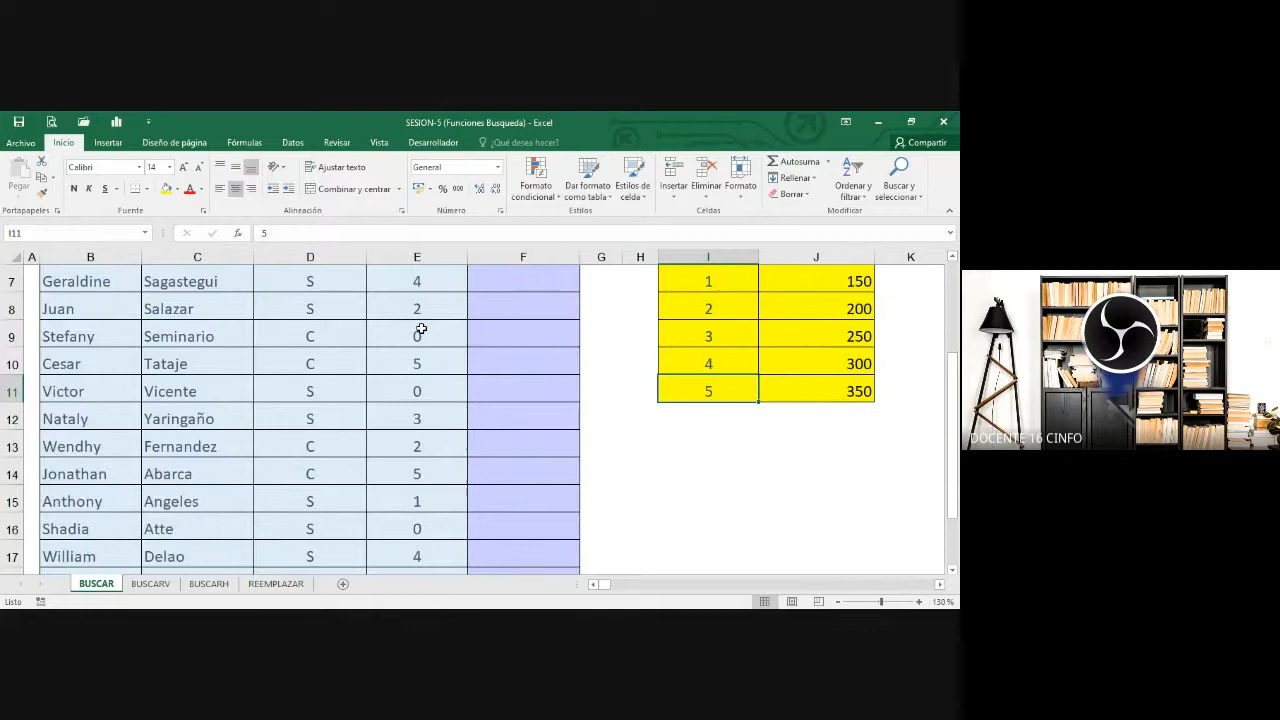 SESION-5 (Funciones Busqueda) - Excel
Archivo Inicio Insertar Diseño de página Fórmulas Datos Revisar Vista Desarrollador ¿Qué desea hacer? Compartir
Pegar
Calibri 14
N K S
Ajustar texto
Combinar y centrar
General
% 000
Formato condicional
Dar formato como tabla
Estilos de celda
Insertar
Eliminar
Formato
Autosuma
Rellenar
Borrar
Ordenar y filtrar
Buscar y seleccionar
Portapapeles Fuente Alineación Número Estilos Celdas Modificar
I11 fx 5
A B C D E F G H I J K
7 Geraldine Sagastegui S 4 1 150
8 Juan Salazar S 2 2 200
9 Stefany Seminario C 0 3 250
10 Cesar Tataje C 5 4 300
11 Victor Vicente S 0 5 350
12 Nataly Yaringaño S 3
13 Wendhy Fernandez C 2
14 Jonathan Abarca C 5
15 Anthony Angeles S 1
16 Shadia Atte S 0
17 William Delao S 4
BUSCAR BUSCARV BUSCARH REEMPLAZAR
Listo 130 %
DOCENTE 16 CINFO